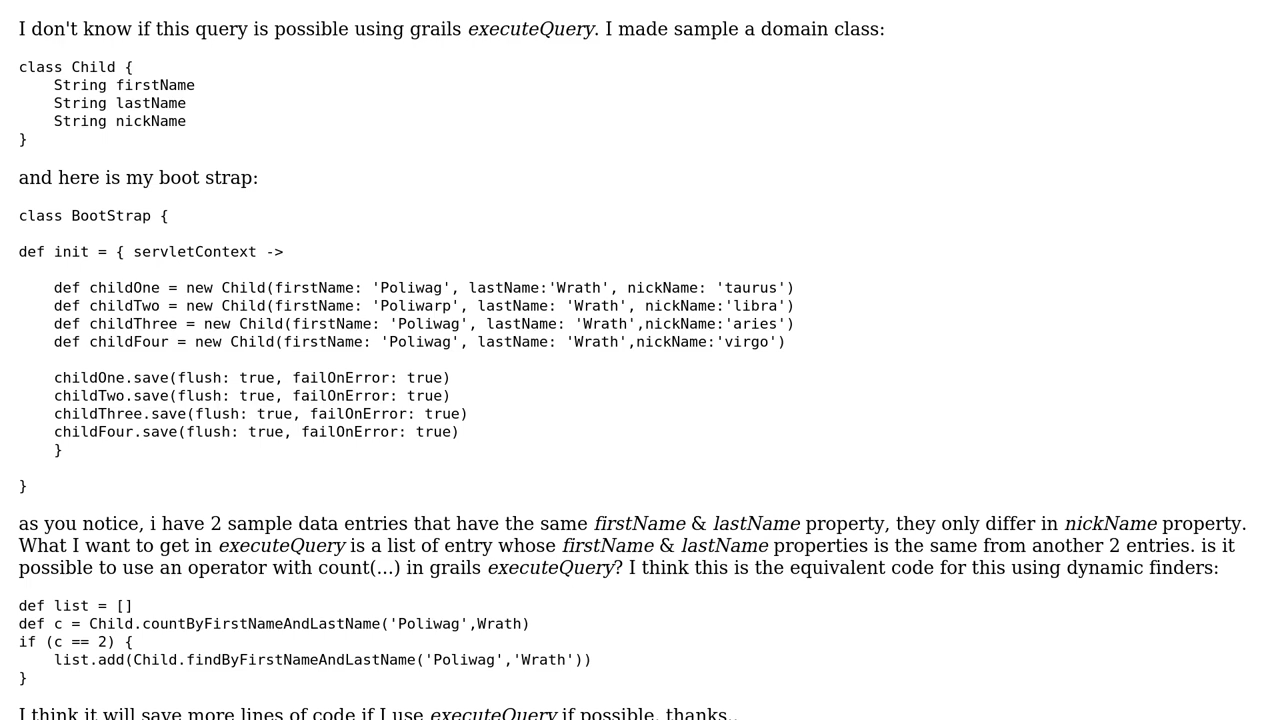 I don't know if this query is possible using grails executeQuery. I made sample a domain class:
class Child {
    String firstName
    String lastName
    String nickName
}
and here is my boot strap:
class BootStrap {
def init = { servletContext ->
    def childOne = new Child(firstName: 'Poliwag', lastName:'Wrath', nickName: 'taurus')
    def childTwo = new Child(firstName: 'Poliwarp', lastName: 'Wrath', nickName:'libra')
    def childThree = new Child(firstName: 'Poliwag', lastName: 'Wrath',nickName:'aries')
    def childFour = new Child(firstName: 'Poliwag', lastName: 'Wrath',nickName:'virgo')
    childOne.save(flush: true, failOnError: true)
    childTwo.save(flush: true, failOnError: true)
    childThree.save(flush: true, failOnError: true)
    childFour.save(flush: true, failOnError: true)
    }
}
as you notice, i have 2 sample data entries that have the same firstName & lastName property, they only differ in nickName property.
What I want to get in executeQuery is a list of entry whose firstName & lastName properties is the same from another 2 entries. is it
possible to use an operator with count(...) in grails executeQuery? I think this is the equivalent code for this using dynamic finders:
def list = []
def c = Child.countByFirstNameAndLastName('Poliwag',Wrath)
if (c == 2) {
    list.add(Child.findByFirstNameAndLastName('Poliwag','Wrath'))
}
I think it will save more lines of code if I use executeQuery if possible. thanks..